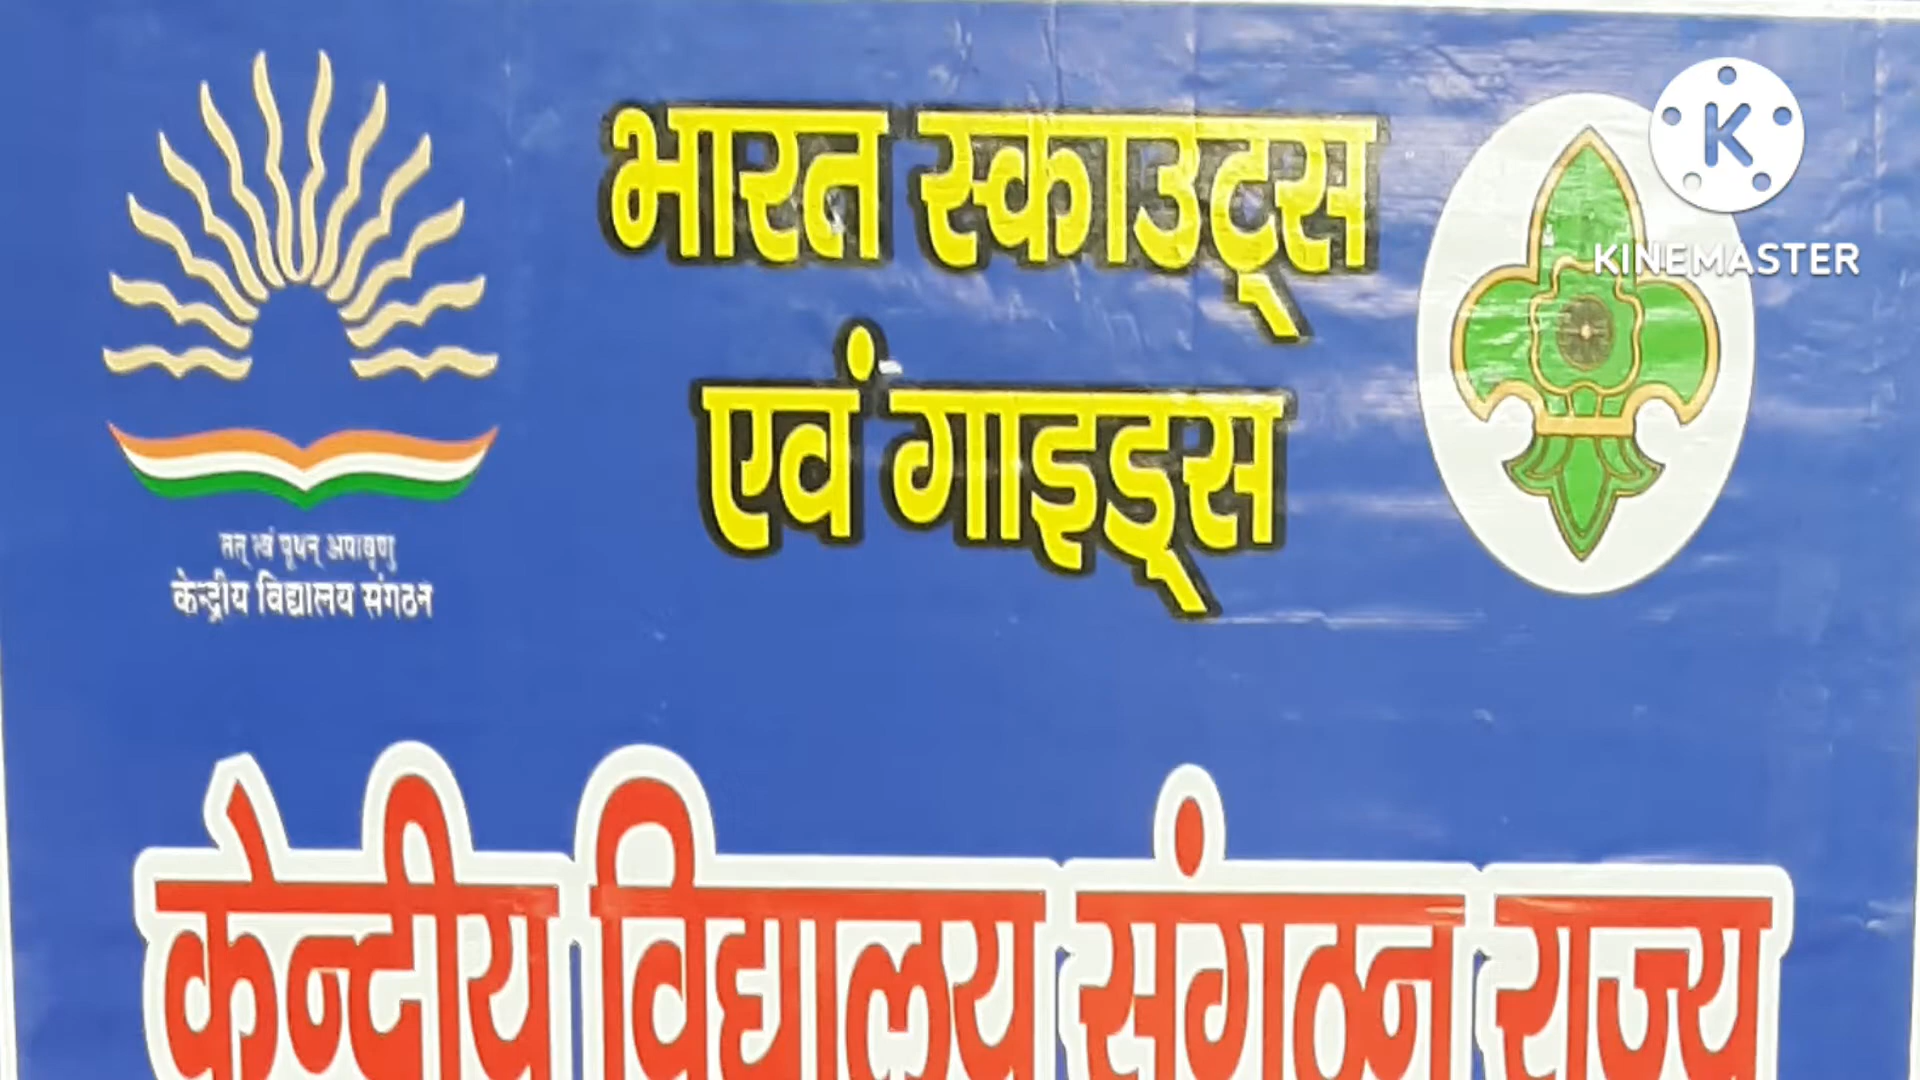 भारत स्काउट्स
एवं गाइड्स
तत् त्वं पूषन् अपावृणु
केन्द्रीय विद्यालय संगठन
K
KINEMASTER
केन्द्रीय विद्यालय संगठन राज्य